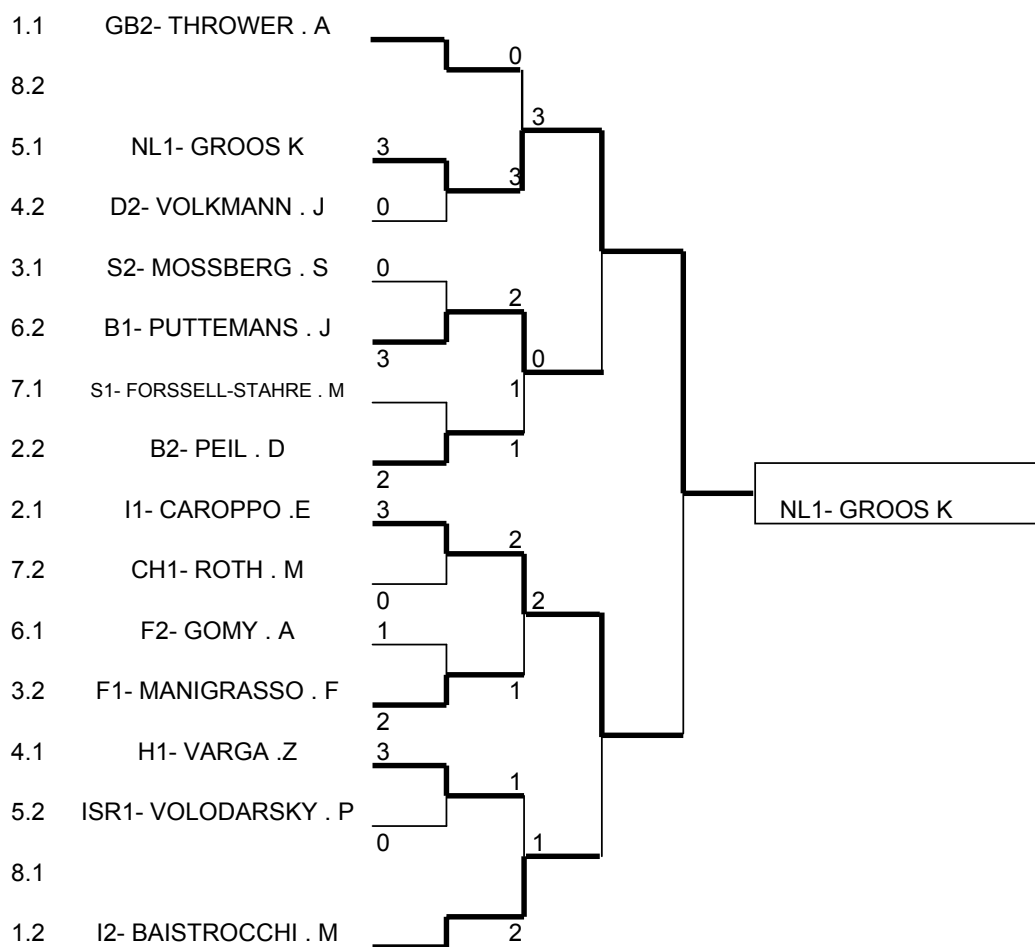 1.1 GB2- THROWER . A
0
8.2
3
5.1 NL1- GROOS K 3
3
4.2 D2- VOLKMANN . J 0
3.1 S2- MOSSBERG . S 0
2
6.2 B1- PUTTEMANS . J
3 0
7.1 S1- FORSSELL-STAHRE . M 1
2.2 B2- PEIL . D 1
2
2.1 I1- CAROPPO .E 3
NL1- GROOS K
2
7.2 CH1- ROTH . M
0 2
6.1 F2- GOMY . A 1
3.2 F1- MANIGRASSO . F 1
2
4.1 H1- VARGA .Z 3
1
5.2 ISR1- VOLODARSKY . P
0 1
8.1
1.2 I2- BAISTROCCHI . M 2